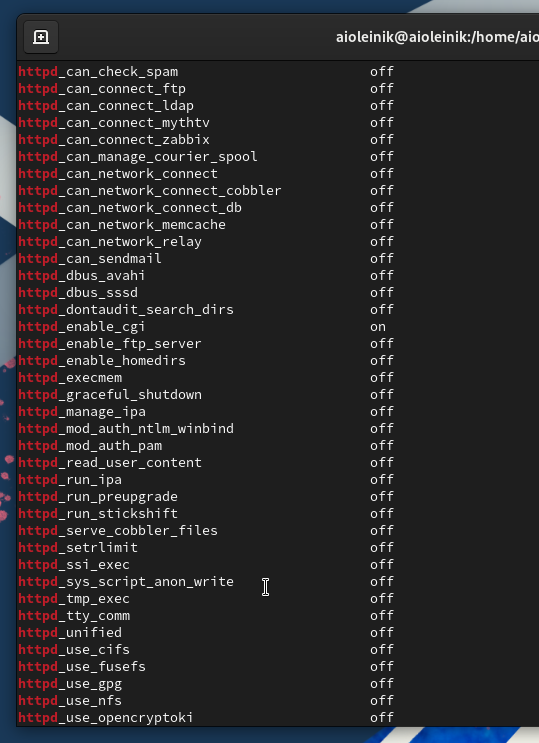 aioleinik@aioleinik:/home/aio
httpd_can_check_spam off
httpd_can_connect_ftp off
httpd_can_connect_ldap off
httpd_can_connect_mythtv off
httpd_can_connect_zabbix off
httpd_can_manage_courier_spool off
httpd_can_network_connect off
httpd_can_network_connect_cobbler off
httpd_can_network_connect_db off
httpd_can_network_memcache off
httpd_can_network_relay off
httpd_can_sendmail off
httpd_dbus_avahi off
httpd_dbus_sssd off
httpd_dontaudit_search_dirs off
httpd_enable_cgi on
httpd_enable_ftp_server off
httpd_enable_homedirs off
httpd_execmem off
httpd_graceful_shutdown off
httpd_manage_ipa off
httpd_mod_auth_ntlm_winbind off
httpd_mod_auth_pam off
httpd_read_user_content off
httpd_run_ipa off
httpd_run_preupgrade off
httpd_run_stickshift off
httpd_serve_cobbler_files off
httpd_setrlimit off
httpd_ssi_exec off
httpd_sys_script_anon_write off
httpd_tmp_exec off
httpd_tty_comm off
httpd_unified off
httpd_use_cifs off
httpd_use_fusefs off
httpd_use_gpg off
httpd_use_nfs off
httpd_use_opencryptoki off